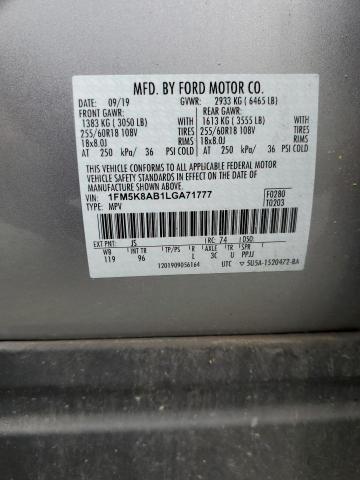 MFD. BY FORD MOTOR CO.
DATE: 09/19 GVWR: 2933 KG ( 6465 LB)
FRONT GAWR: REAR GAWR:
1383 KG ( 3050 LB) 1613 KG ( 3555 LB)
255/60R18 108V TIRES 255/60R18 108V TIRES
18x8.0J RIMS 18x8.0J RIMS
AT 250 kPa/ 36 PSI COLD AT 250 kPa/ 36 PSI COLD
THIS VEHICLE CONFORMS TO ALL APPLICABLE FEDERAL MOTOR
VEHICLE SAFETY AND BUMPER STANDARDS IN EFFECT ON THE DATE OF
MANUFACTURE SHOWN ABOVE.
VIN: 1FM5K8AB1LGA71777 F0280
TYPE: MPV T0203
EXT PNT: JS RC: 74 DSO:
WB INT TR TP/PS R AXLE TR SPR
119 96 L 3C U PPJJ
1201909056164 UTC 5U5A-1520472-BA